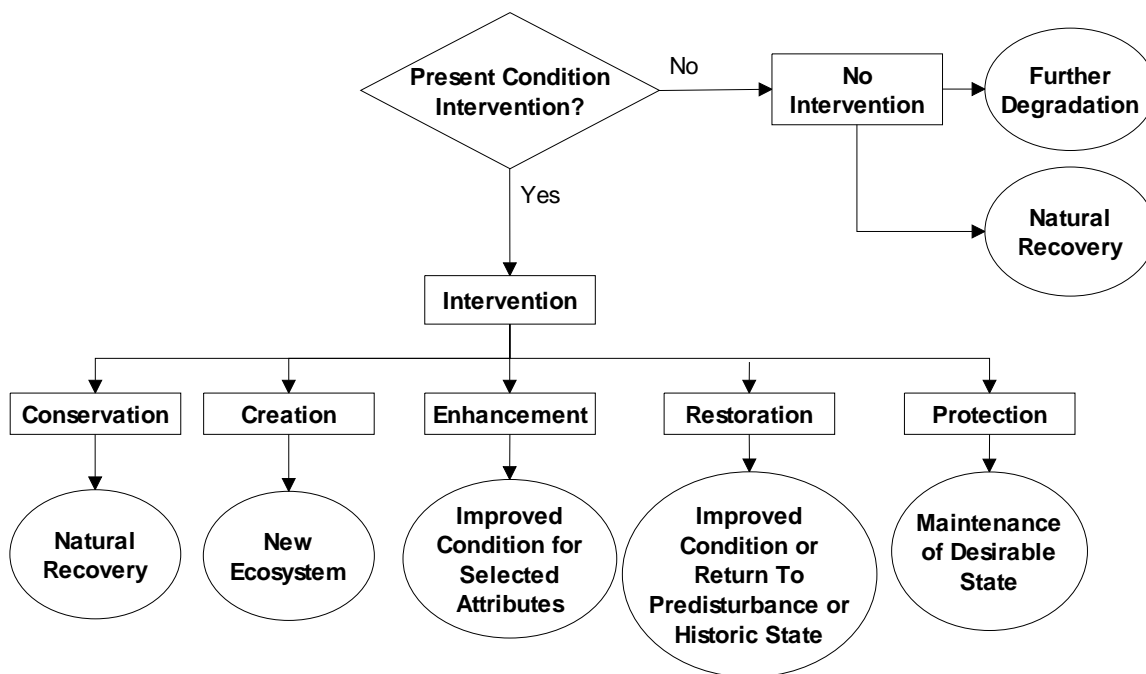 Present Condition
Intervention?
No
No
Intervention
Further
Degradation
Yes
Natural
Recovery
Intervention
Conservation
Creation
Enhancement
Restoration
Protection
Natural
Recovery
New
Ecosystem
Improved
Condition for
Selected
Attributes
Improved
Condition or
Return To
Predisturbance or
Historic State
Maintenance
of Desirable
State